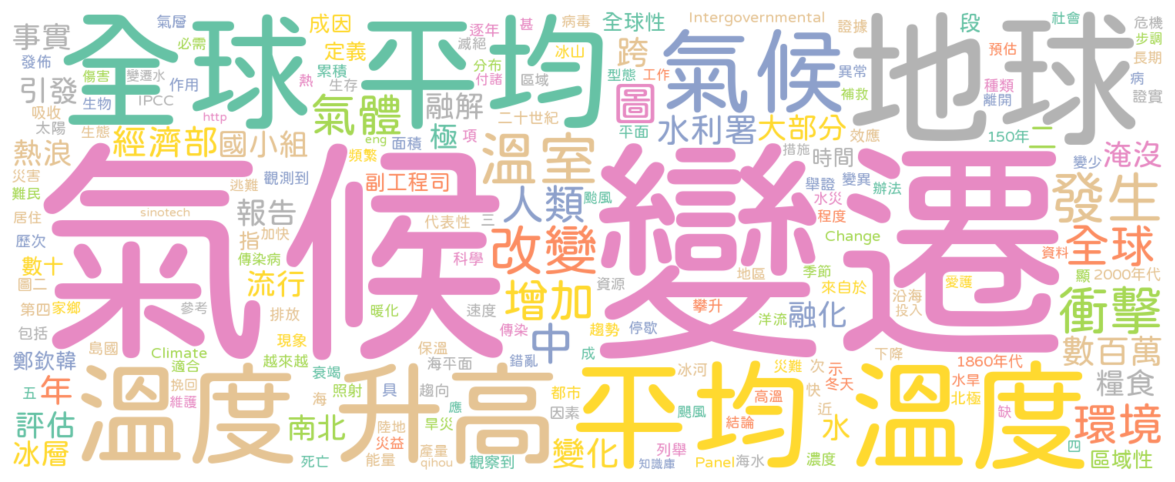 Intergovernmental
事實
全球平均
成因
氣層
必需
定義
逐年
甚
滅絕
病毒
冰山
全球性
跨
氣候
地球
段
證據
社會
危機
步調
長期
病
證實
發佈
引發
吸收
太陽
傷害
生物
變遷水
IPCC
作用
http
累積
熱
生存
分布
付諸
區域
型態
工作
異常
補救
預估
種類
離開
生態
經濟部
國小組
氣體
融解
極
項
二十世紀
eng
面積
圖
平面
水利署
大部分
效應
150年
二
熱浪
災害
難民
居住
歷次
逃難
觀測到
頻繁
副工程司
溫室
人類
颱風
措施
時間
舉證
水災
變異
程度
辦法
變少
淹沒
發生
sinotech
報告
指
加快
傳染病
代表性
三
科學
改變
Change
地區
季節
來自於
資料
全球
顯
2000年代
愛護
沿海
投入
數十
圖二
第四
家鄉
流行
排放
參考
氣候變遷
暖化
速度
傳染
增加
資源
趨勢
停歇
攀升
洋流
融化
衝擊
包括
島國
現象
鄭欽韓
Climate
適合
越來越
保溫
海平面
錯亂
中
成
冰河
災難
次
示
下降
1860年代
水旱
北極
數百萬
糧食
五
年
挽回
維護
衰竭
照射
海
趨向
具
應
旱災
都市
因素
近
快
冬天
缺
評估
冰層
溫度升高
平均溫度
環境
南北
死亡
陸地
災益
能量
產量
qihou
觀察到
變化
颶風
列舉
知識庫
高溫
結論
Panel
海水
濃度
水
四
區域性